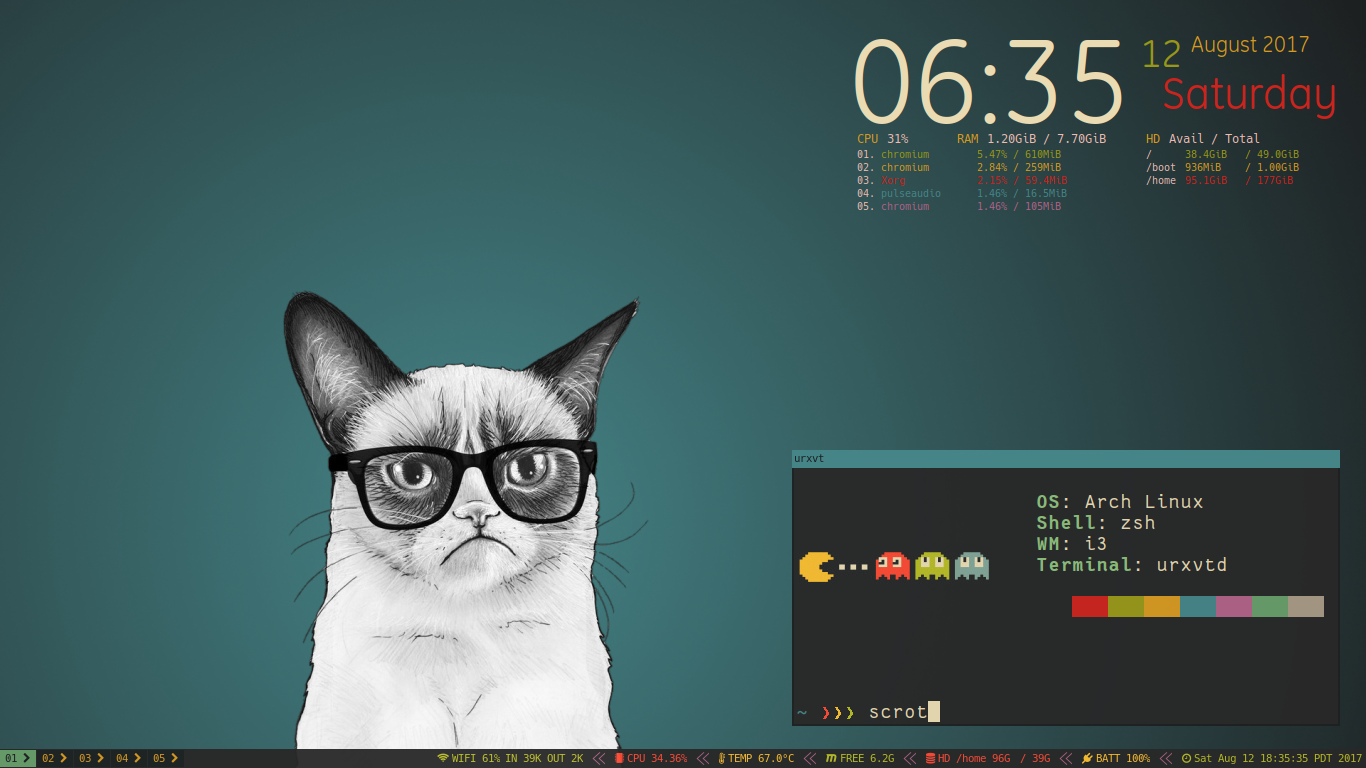 06:35
12 August 2017
Saturday
CPU 31% RAM 1.20GiB / 7.70GiB HD Avail / Total
01. chromium 5.47% / 610MiB / 38.4GiB / 49.0GiB
02. chromium 2.84% / 259MiB /boot 936MiB / 1.00GiB
03. Xorg 2.15% / 59.4MiB /home 95.1GiB / 177GiB
04. pulseaudio 1.46% / 16.5MiB
05. chromium 1.46% / 105MiB
urxvt
OS: Arch Linux
Shell: zsh
WM: i3
Terminal: urxvtd
~ ❯❯❯ scrot
01 02 03 04 05 WIFI 61% IN 39K OUT 2K CPU 34.36% TEMP 67.0°C FREE 6.2G HD /home 96G / 39G BATT 100% Sat Aug 12 18:35:35 PDT 2017